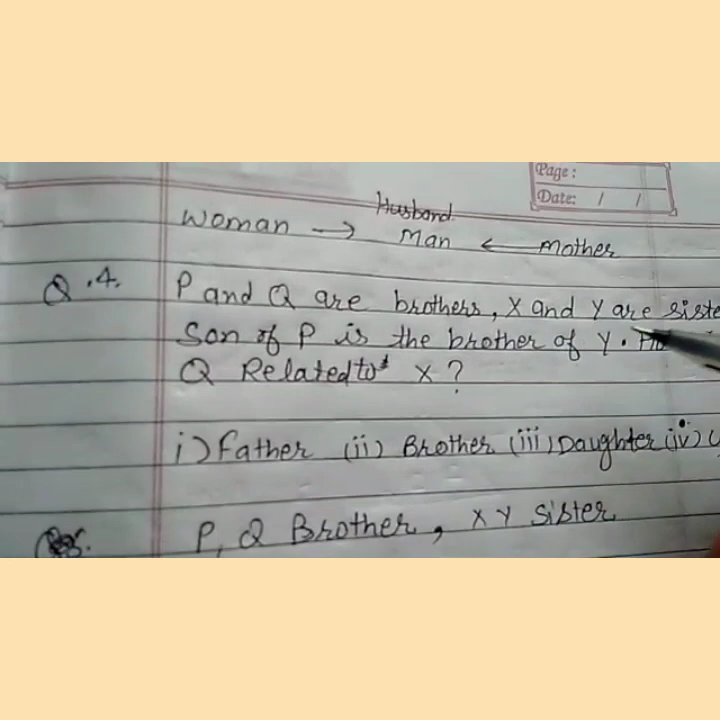 Page:
Date: / /
Husband
Woman → Man ← Mother
Q.4. P and Q are brothers, X and Y are siste
Son of P is the brother of Y.
Q Related to X ?
i) Father (ii) Brother (iii) Daughter (iv)
P, Q Brother, X Y sister